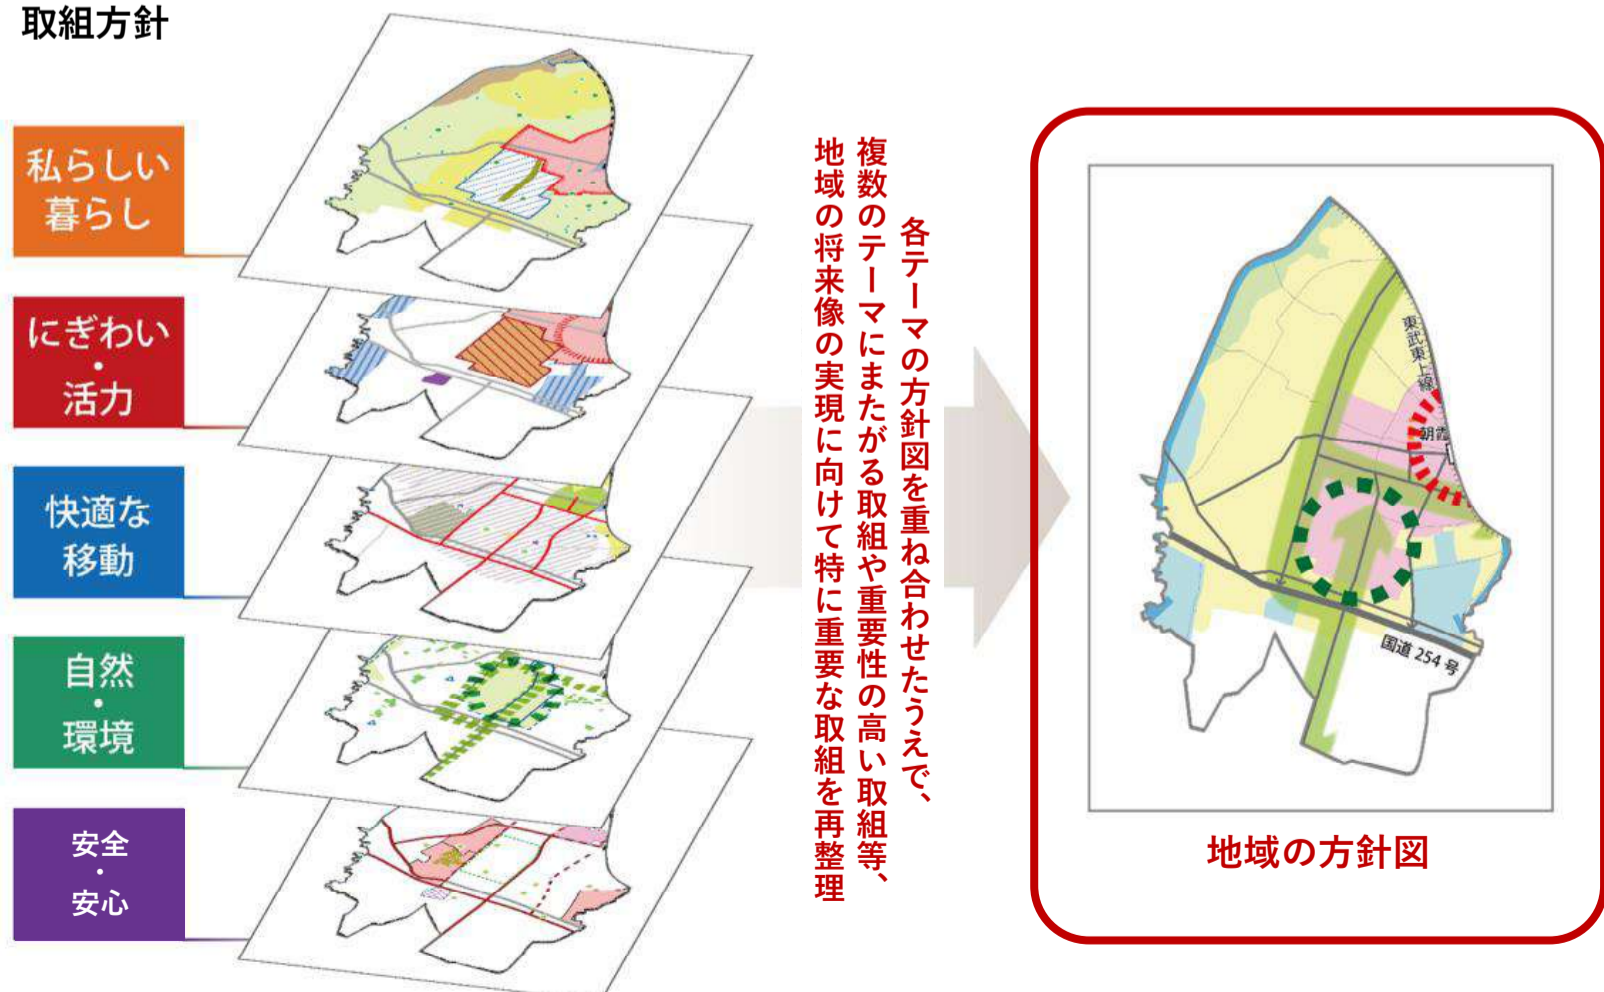 取組方針
私らしい
暮らし
にぎわい
・
活力
快適な
移動
自然
・
環境
安全
・
安心
各テーマの方針図を重ね合わせたうえで、
複数のテーマにまたがる取組や重要性の高い取組等、
地域の将来像の実現に向けて特に重要な取組を再整理
東武東上線
朝霞
国道 254 号
地域の方針図